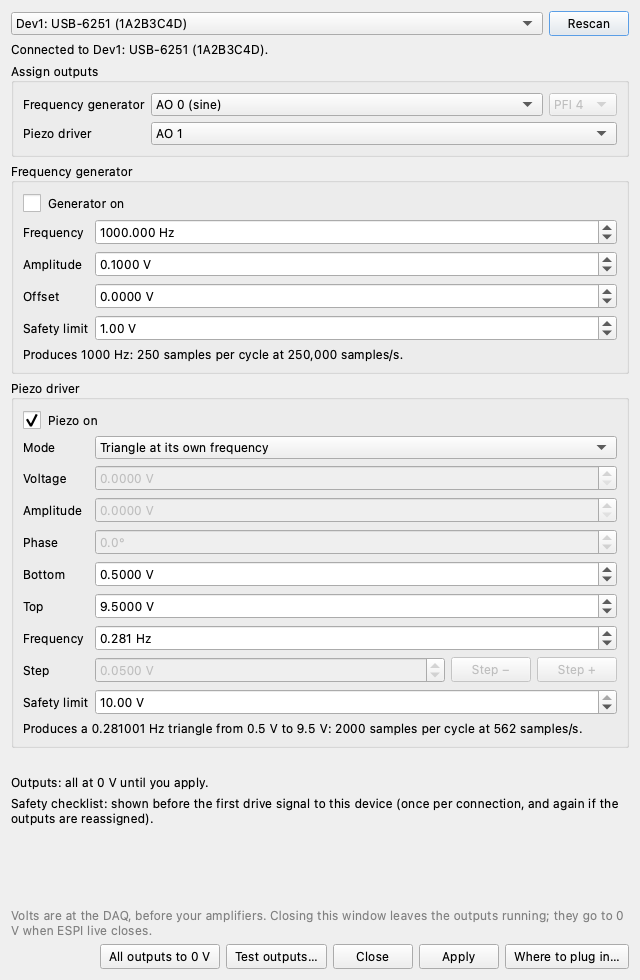 Dev1: USB-6251 (1A2B3C4D)
Rescan
Connected to Dev1: USB-6251 (1A2B3C4D).
Assign outputs
Frequency generator AO 0 (sine) PFI 4
Piezo driver AO 1
Frequency generator
Generator on
Frequency 1000.000 Hz
Amplitude 0.1000 V
Offset 0.0000 V
Safety limit 1.00 V
Produces 1000 Hz: 250 samples per cycle at 250,000 samples/s.
Piezo driver
Piezo on
Mode Triangle at its own frequency
Voltage 0.0000 V
Amplitude 0.0000 V
Phase 0.0°
Bottom 0.5000 V
Top 9.5000 V
Frequency 0.281 Hz
Step 0.0500 V Step − Step +
Safety limit 10.00 V
Produces a 0.281001 Hz triangle from 0.5 V to 9.5 V: 2000 samples per cycle at 562 samples/s.
Outputs: all at 0 V until you apply.
Safety checklist: shown before the first drive signal to this device (once per connection, and again if the
outputs are reassigned).
Volts are at the DAQ, before your amplifiers. Closing this window leaves the outputs running; they go to 0
V when ESPI live closes.
All outputs to 0 V Test outputs... Close Apply Where to plug in...